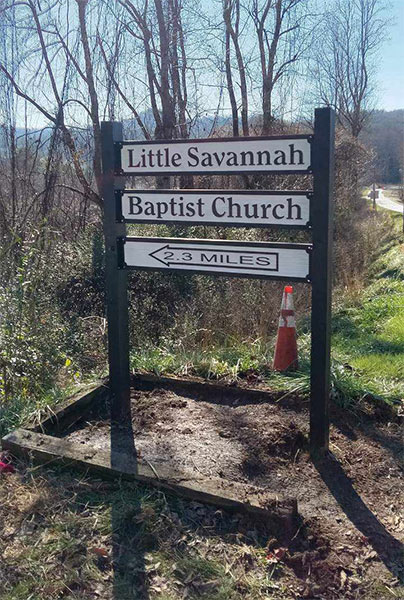 Little Savannah
Baptist Church
2.3 MILES